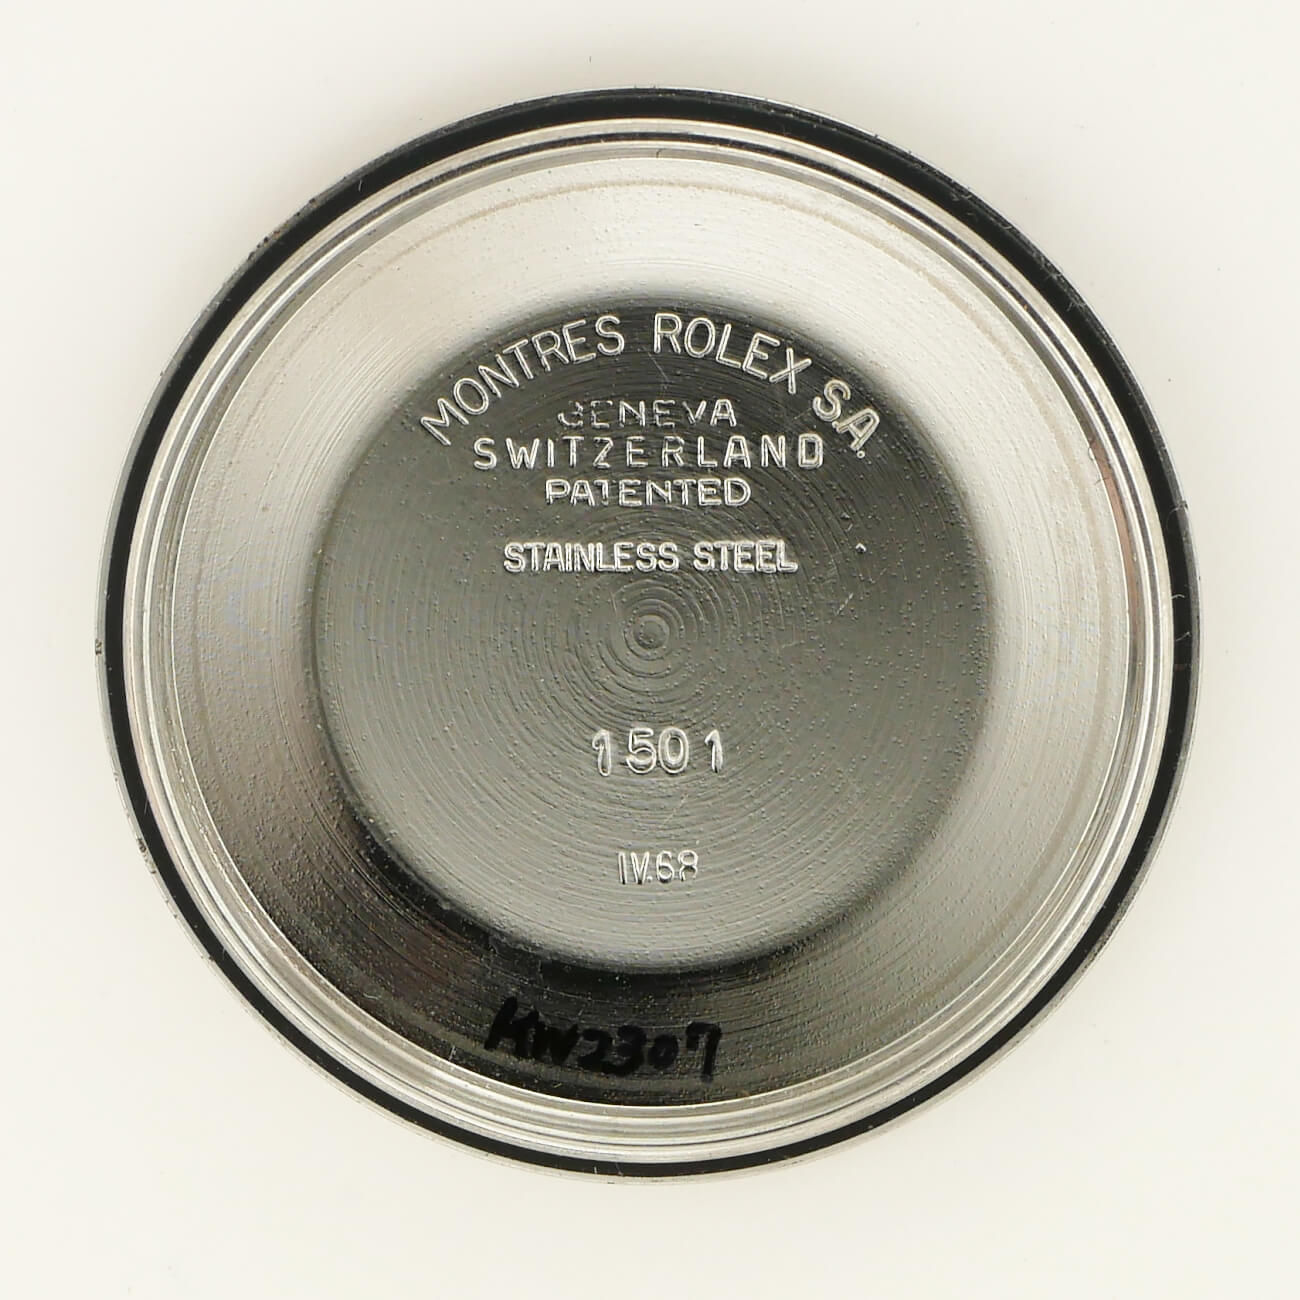 MONTRES ROLEX S.A.
GENEVA
SWITZERLAND
PATENTED
STAINLESS STEEL
1501
IV.68
KW2307